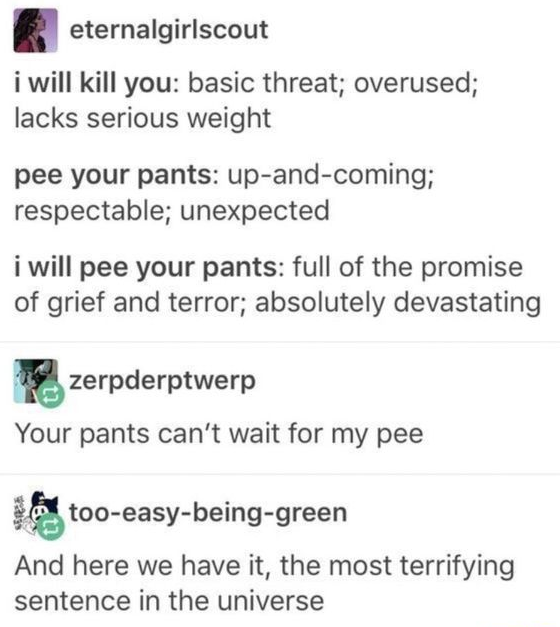 eternalgirlscout
i will kill you: basic threat; overused;
lacks serious weight
pee your pants: up-and-coming;
respectable; unexpected
i will pee your pants: full of the promise
of grief and terror; absolutely devastating
zerpderptwerp
Your pants can't wait for my pee
too-easy-being-green
And here we have it, the most terrifying
sentence in the universe